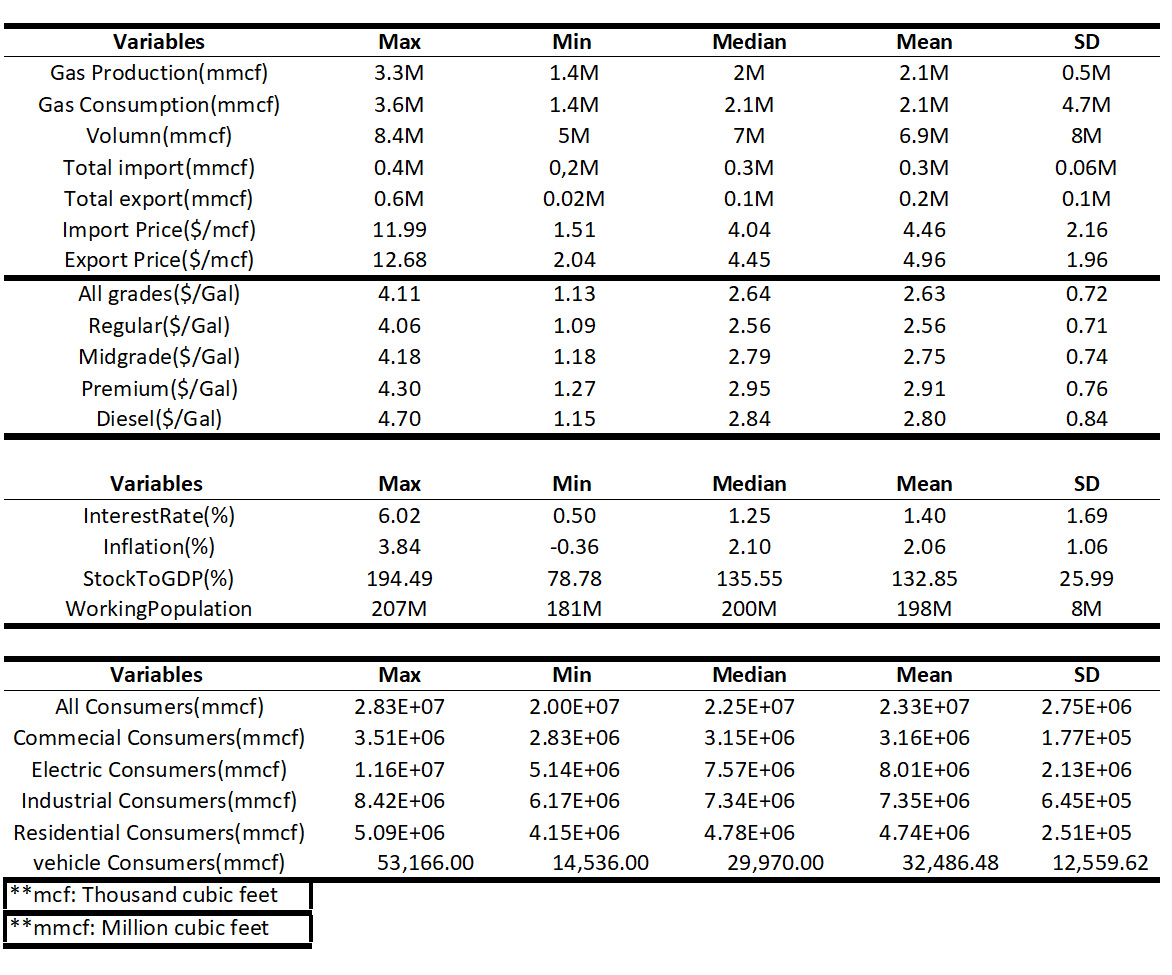 Variables Max Min Median Mean SD
Gas Production(mmcf) 3.3M 1.4M 2M 2.1M 0.5M
Gas Consumption(mmcf) 3.6M 1.4M 2.1M 2.1M 4.7M
Volumn(mmcf) 8.4M 5M 7M 6.9M 8M
Total import(mmcf) 0.4M 0,2M 0.3M 0.3M 0.06M
Total export(mmcf) 0.6M 0.02M 0.1M 0.2M 0.1M
Import Price($/mcf) 11.99 1.51 4.04 4.46 2.16
Export Price($/mcf) 12.68 2.04 4.45 4.96 1.96
All grades($/Gal) 4.11 1.13 2.64 2.63 0.72
Regular($/Gal) 4.06 1.09 2.56 2.56 0.71
Midgrade($/Gal) 4.18 1.18 2.79 2.75 0.74
Premium($/Gal) 4.30 1.27 2.95 2.91 0.76
Diesel($/Gal) 4.70 1.15 2.84 2.80 0.84
Variables Max Min Median Mean SD
InterestRate(%) 6.02 0.50 1.25 1.40 1.69
Inflation(%) 3.84 -0.36 2.10 2.06 1.06
StockToGDP(%) 194.49 78.78 135.55 132.85 25.99
WorkingPopulation 207M 181M 200M 198M 8M
Variables Max Min Median Mean SD
All Consumers(mmcf) 2.83E+07 2.00E+07 2.25E+07 2.33E+07 2.75E+06
Commecial Consumers(mmcf) 3.51E+06 2.83E+06 3.15E+06 3.16E+06 1.77E+05
Electric Consumers(mmcf) 1.16E+07 5.14E+06 7.57E+06 8.01E+06 2.13E+06
Industrial Consumers(mmcf) 8.42E+06 6.17E+06 7.34E+06 7.35E+06 6.45E+05
Residential Consumers(mmcf) 5.09E+06 4.15E+06 4.78E+06 4.74E+06 2.51E+05
vehicle Consumers(mmcf) 53,166.00 14,536.00 29,970.00 32,486.48 12,559.62
**mcf: Thousand cubic feet
**mmcf: Million cubic feet